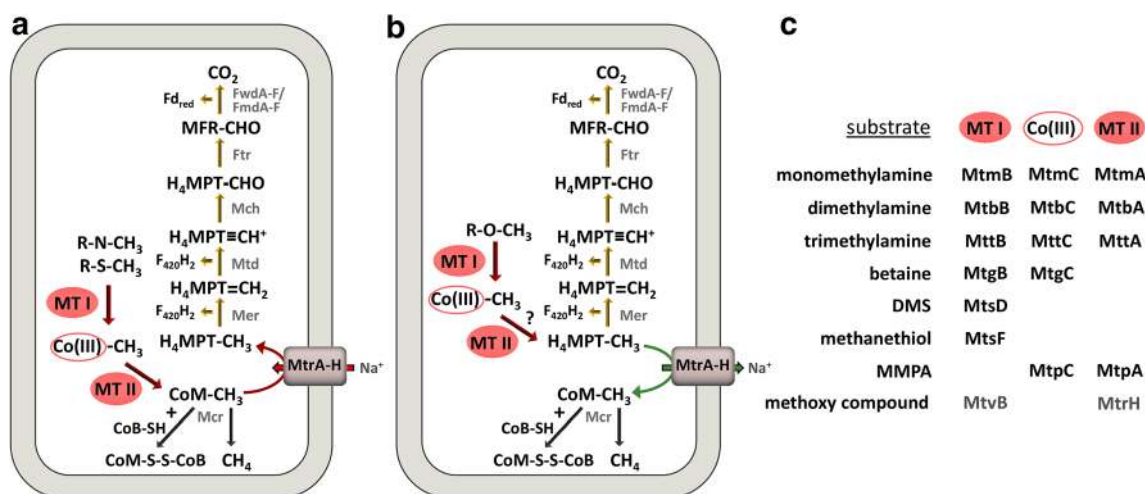 a
CO₂
Fd_red
FwdA-F/
FmdA-F
MFR-CHO
Ftr
H₄MPT-CHO
Mch
R-N-CH₃
H₄MPT≡CH⁺
R-S-CH₃
F₄₂₀H₂
Mtd
MT I
H₄MPT=CH₂
F₄₂₀H₂
Mer
Co(III)-CH₃
H₄MPT-CH₃
MtrA-H
Na⁺
MT II
CoM-CH₃
+
Mcr
CoB-SH
CoM-S-S-CoB
CH₄
b
CO₂
Fd_red
FwdA-F/
FmdA-F
MFR-CHO
Ftr
H₄MPT-CHO
Mch
R-O-CH₃
H₄MPT≡CH⁺
MT I
F₄₂₀H₂
Mtd
H₄MPT=CH₂
Co(III)-CH₃
F₄₂₀H₂
Mer
?
MT II
H₄MPT-CH₃
MtrA-H
Na⁺
CoM-CH₃
+
Mcr
CoB-SH
CoM-S-S-CoB
CH₄
c
substrate MT I Co(III) MT II
monomethylamine MtmB MtmC MtmA
dimethylamine MtbB MtbC MtbA
trimethylamine MttB MttC MttA
betaine MtgB MtgC
DMS MtsD
methanethiol MtsF
MMPA MtpC MtpA
methoxy compound MtvB MtrH